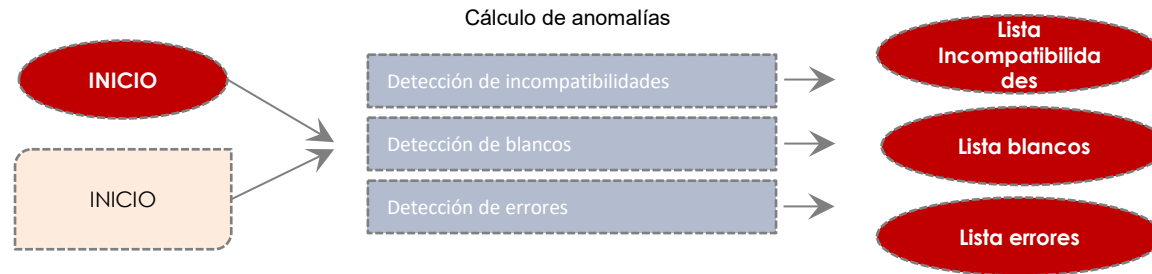 Cálculo de anomalías
INICIO
INICIO
Detección de incompatibilidades
Detección de blancos
Detección de errores
Lista
Incompatibilida
des
Lista blancos
Lista errores